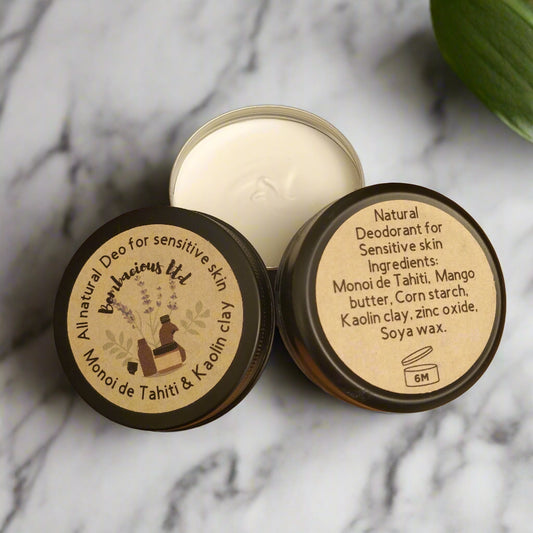 All natural Deo for sensitive skin
Bombacious Ltd
Monoi de Tahiti & Kaolin clay
Natural
Deodorant for
Sensitive skin
Ingredients:
Monoi de Tahiti, Mango
butter, Corn starch,
Kaolin clay, zinc oxide,
Soya wax.
6M